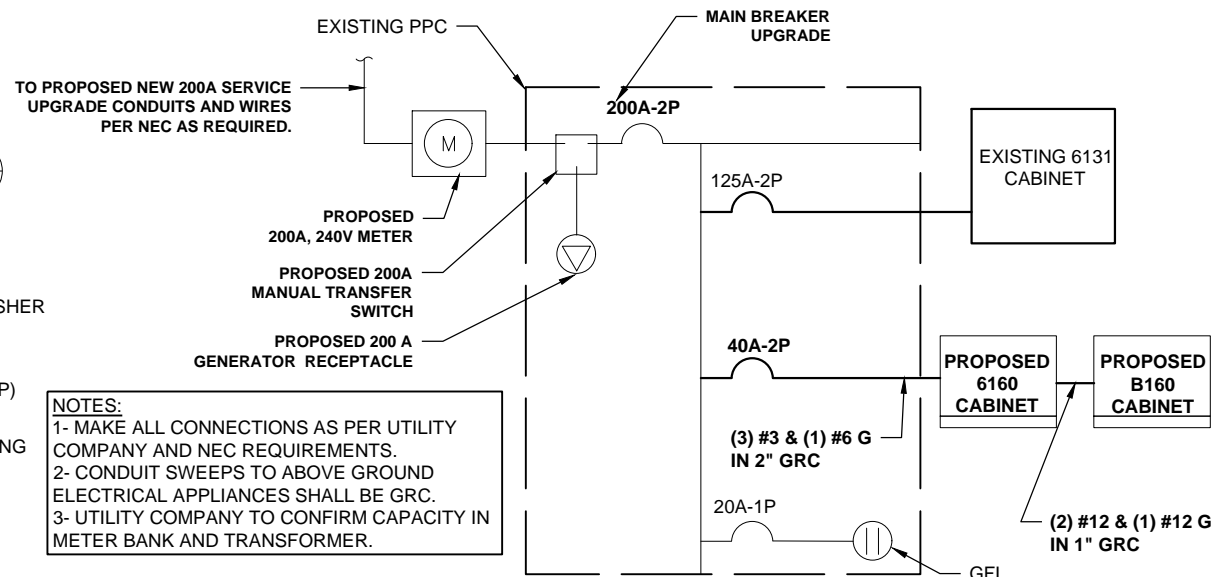 EXISTING PPC
MAIN BREAKER
UPGRADE
TO PROPOSED NEW 200A SERVICE
UPGRADE CONDUITS AND WIRES
PER NEC AS REQUIRED.
200A-2P
M
EXISTING 6131
CABINET
125A-2P
PROPOSED
200A, 240V METER
PROPOSED 200A
MANUAL TRANSFER
SWITCH
SHER
PROPOSED 200 A
GENERATOR RECEPTACLE
40A-2P
PROPOSED
6160
CABINET
PROPOSED
B160
CABINET
P)
NG
NOTES:
1- MAKE ALL CONNECTIONS AS PER UTILITY
COMPANY AND NEC REQUIREMENTS.
2- CONDUIT SWEEPS TO ABOVE GROUND
ELECTRICAL APPLIANCES SHALL BE GRC.
3- UTILITY COMPANY TO CONFIRM CAPACITY IN
METER BANK AND TRANSFORMER.
(3) #3 & (1) #6 G
IN 2" GRC
20A-1P
(2) #12 & (1) #12 G
IN 1" GRC
GFI